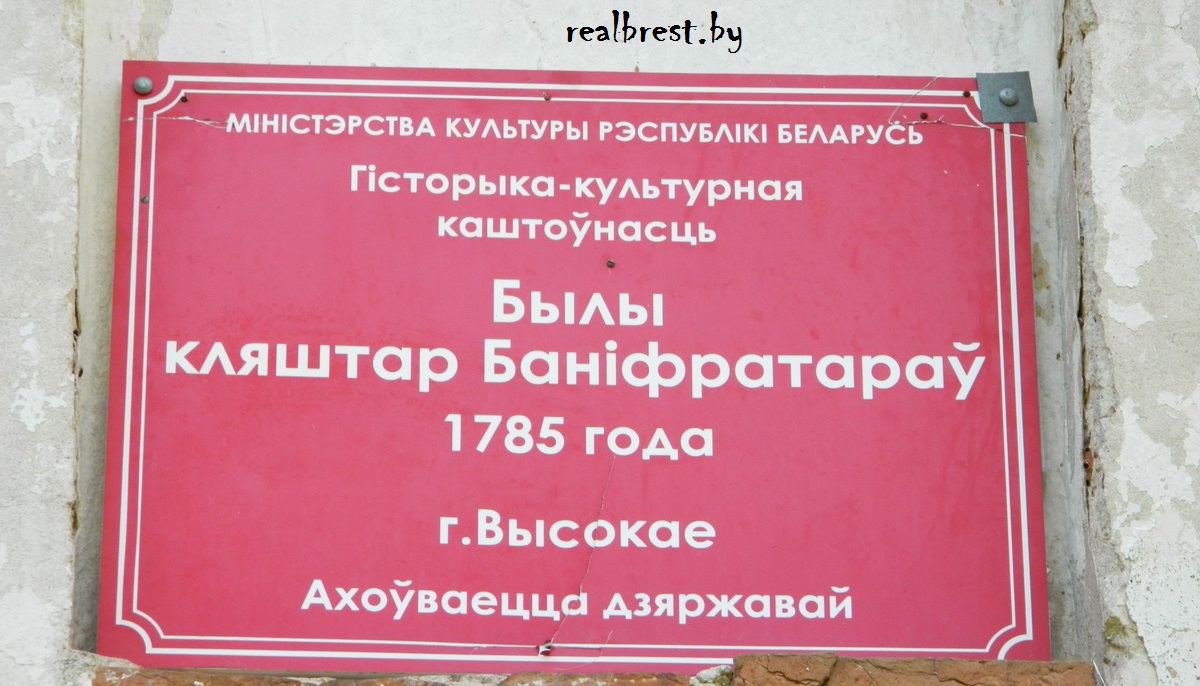 realbrest.by
МІНІСТЭРСТВА КУЛЬТУРЫ РЭСПУБЛІКІ БЕЛАРУСЬ
Гісторыка-культурная
каштоўнасць
Былы
кляштар Баніфратараў
1785 года
г.Высокае
Ахоўваецца дзяржавай